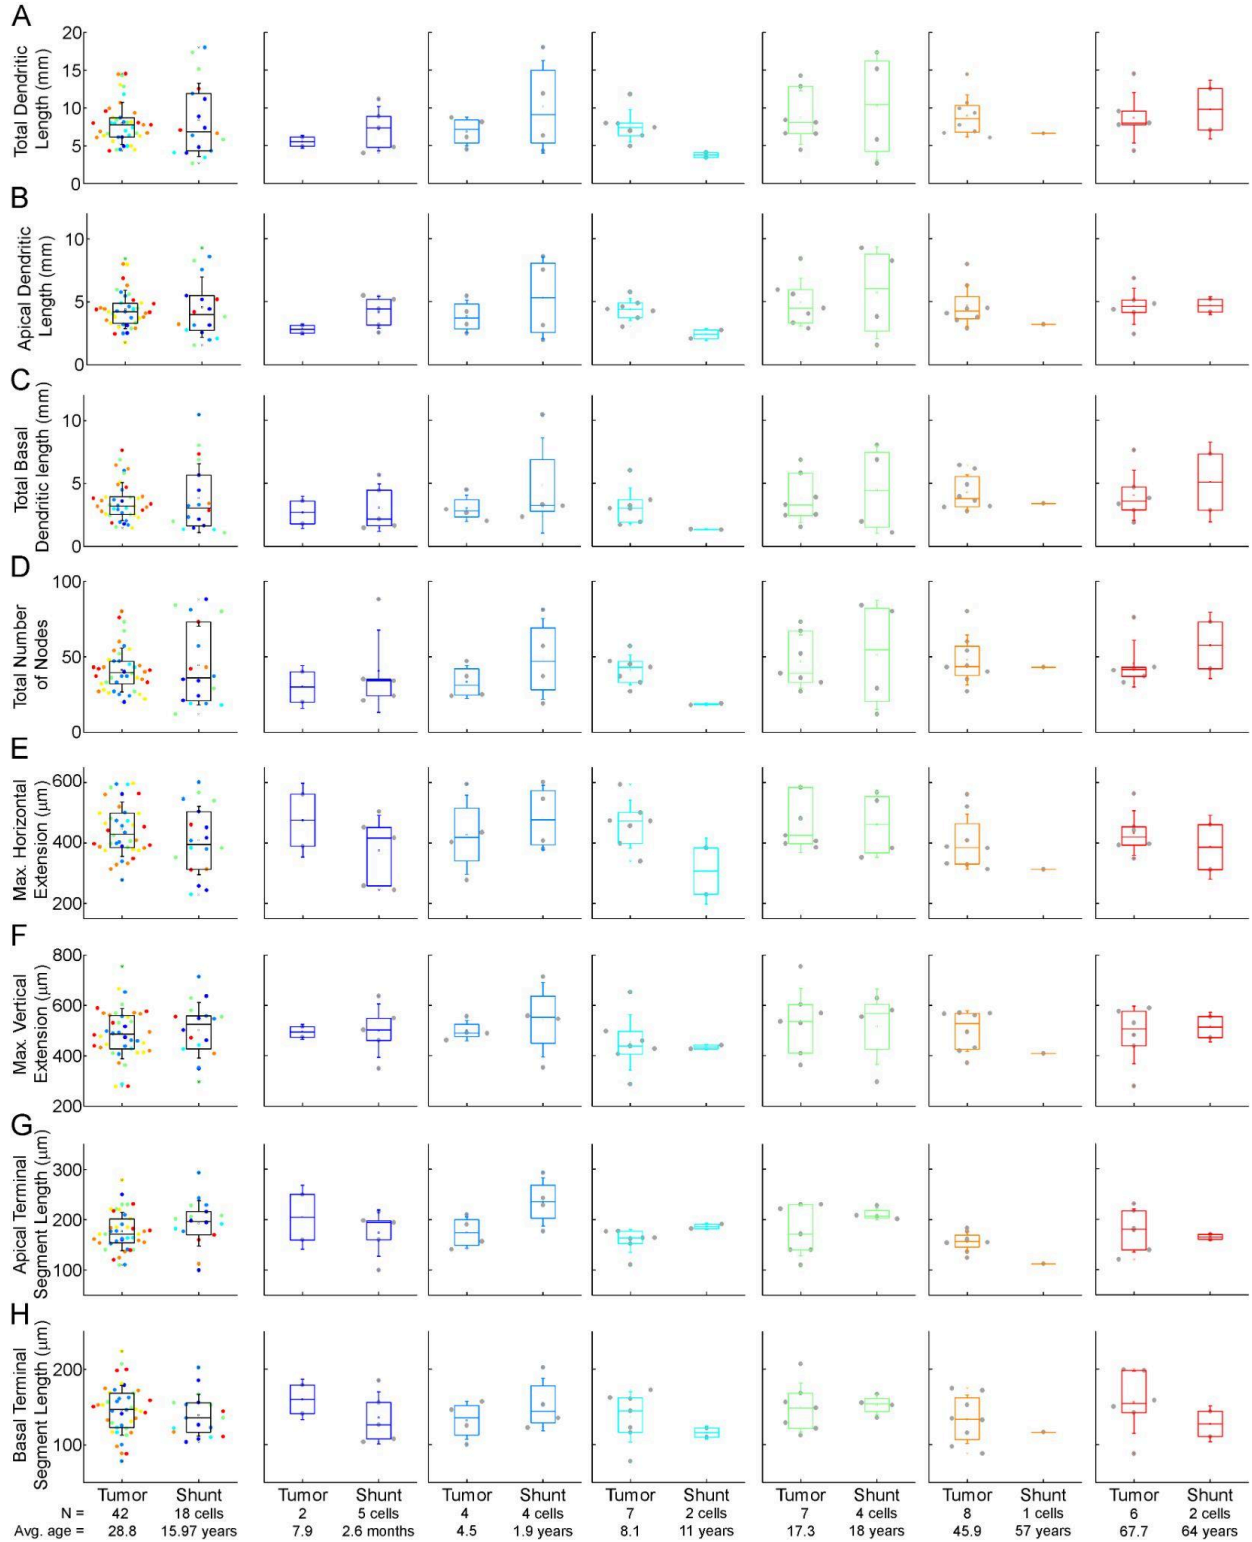 A
Total Dendritic
Length (mm)
20
15
10
5
0
B
Apical Dendritic
Length (mm)
10
5
0
C
Total Basal
Dendritic length (mm)
10
5
0
D
Total Number
of Nodes
100
50
0
E
Max. Horizontal
Extension (µm)
600
400
200
F
Max. Vertical
Extension (µm)
800
600
400
200
G
Apical Terminal
Segment Length (µm)
300
200
100
H
Basal Terminal
Segment Length (µm)
200
100
Tumor Shunt Tumor Shunt Tumor Shunt Tumor Shunt Tumor Shunt Tumor Shunt Tumor Shunt
N = 42 18 cells 2 5 cells 4 4 cells 7 2 cells 7 4 cells 8 1 cells 6 2 cells
Avg. age = 28.8 15.97 years 7.9 2.6 months 4.5 1.9 years 8.1 11 years 17.3 18 years 45.9 57 years 67.7 64 years